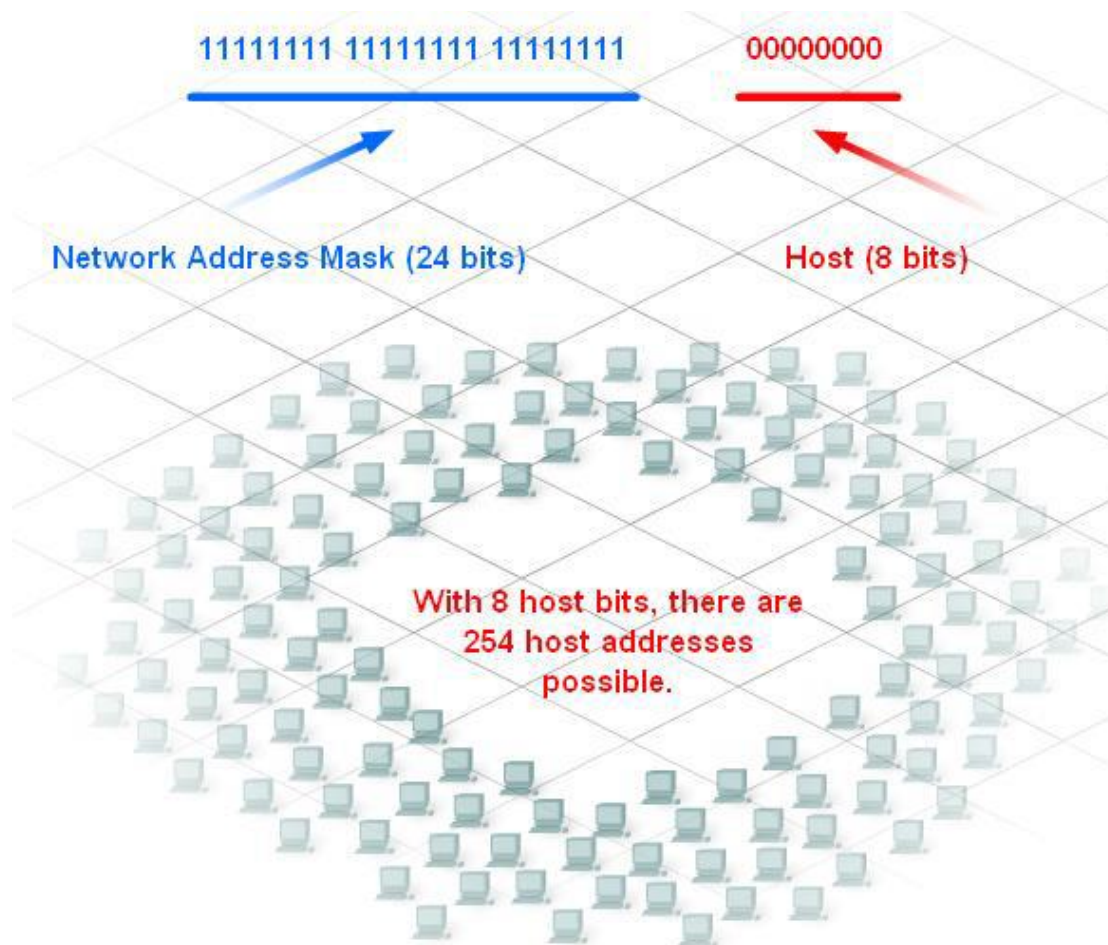 11111111 11111111 11111111 00000000
Network Address Mask (24 bits) Host (8 bits)
With 8 host bits, there are
254 host addresses
possible.